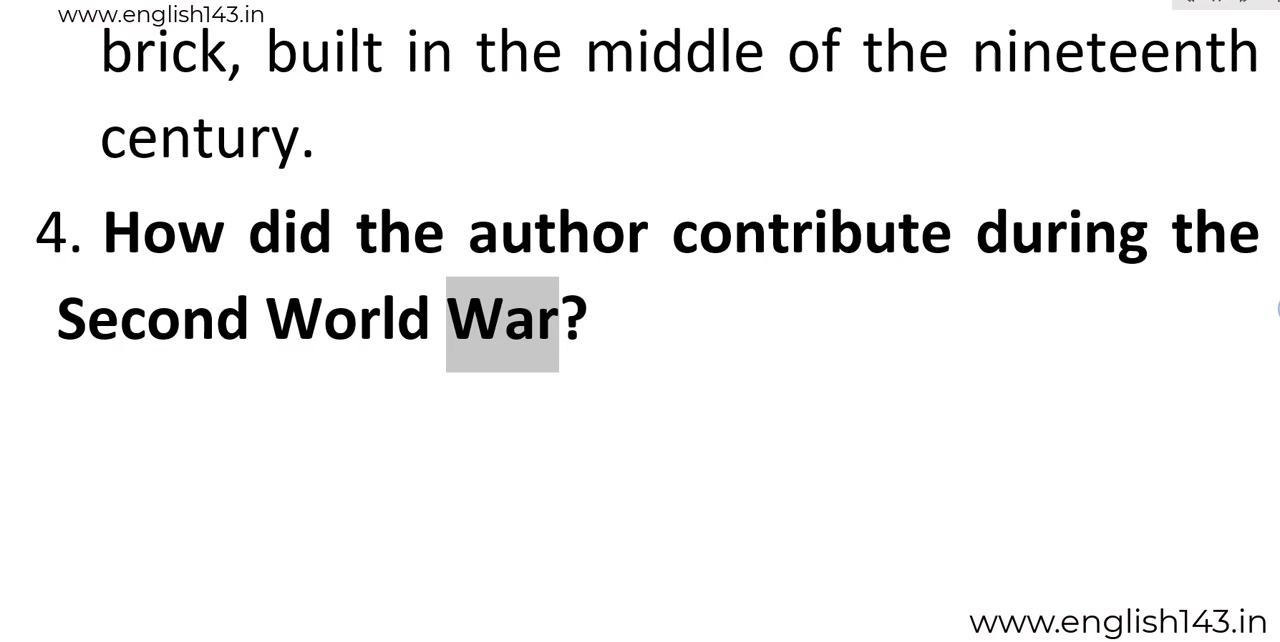 www.english143.in
brick, built in the middle of the nineteenth
century.
4. How did the author contribute during the
Second World War?
www.english143.in